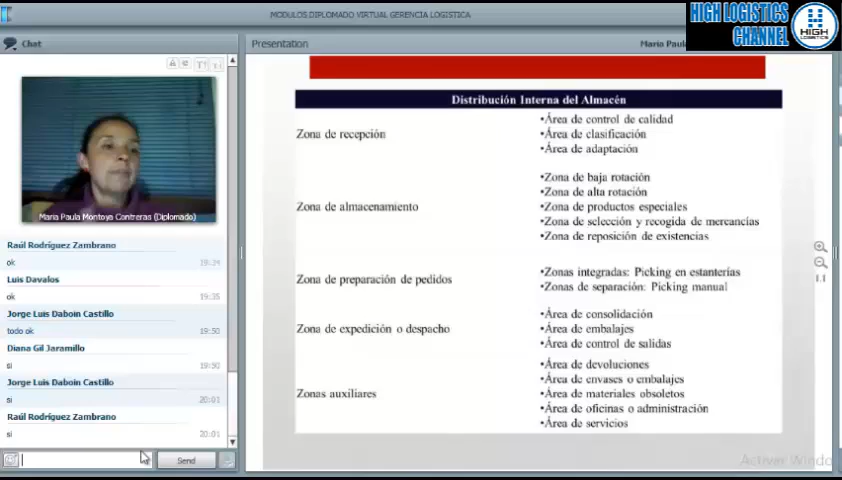 MODULOS DIPLOMADO VIRTUAL GERENCIA LOGISTICA
HIGH LOGISTICS
CHANNEL
HIGH
Chat
María Paula Montoya Contreras (Diplomado)
Raúl Rodríguez Zambrano
ok 19:34
Luis Davalos
ok 19:35
Jorge Luis Daboin Castillo
todo ok 19:50
Diana Gil Jaramillo
si 19:50
Jorge Luis Daboin Castillo
si 20:01
Raúl Rodríguez Zambrano
si 20:01
Send
Presentation
María Paula
Distribución Interna del Almacén
Zona de recepción
•Área de control de calidad
•Área de clasificación
•Área de adaptación
Zona de almacenamiento
•Zona de baja rotación
•Zona de alta rotación
•Zona de productos especiales
•Zona de selección y recogida de mercancías
•Zona de reposición de existencias
Zona de preparación de pedidos
•Zonas integradas: Picking en estanterías
•Zonas de separación: Picking manual
Zona de expedición o despacho
•Área de consolidación
•Área de embalajes
•Área de control de salidas
Zonas auxiliares
•Área de devoluciones
•Área de envases o embalajes
•Área de materiales obsoletos
•Área de oficinas o administración
•Área de servicios
1:1
Activar Windo